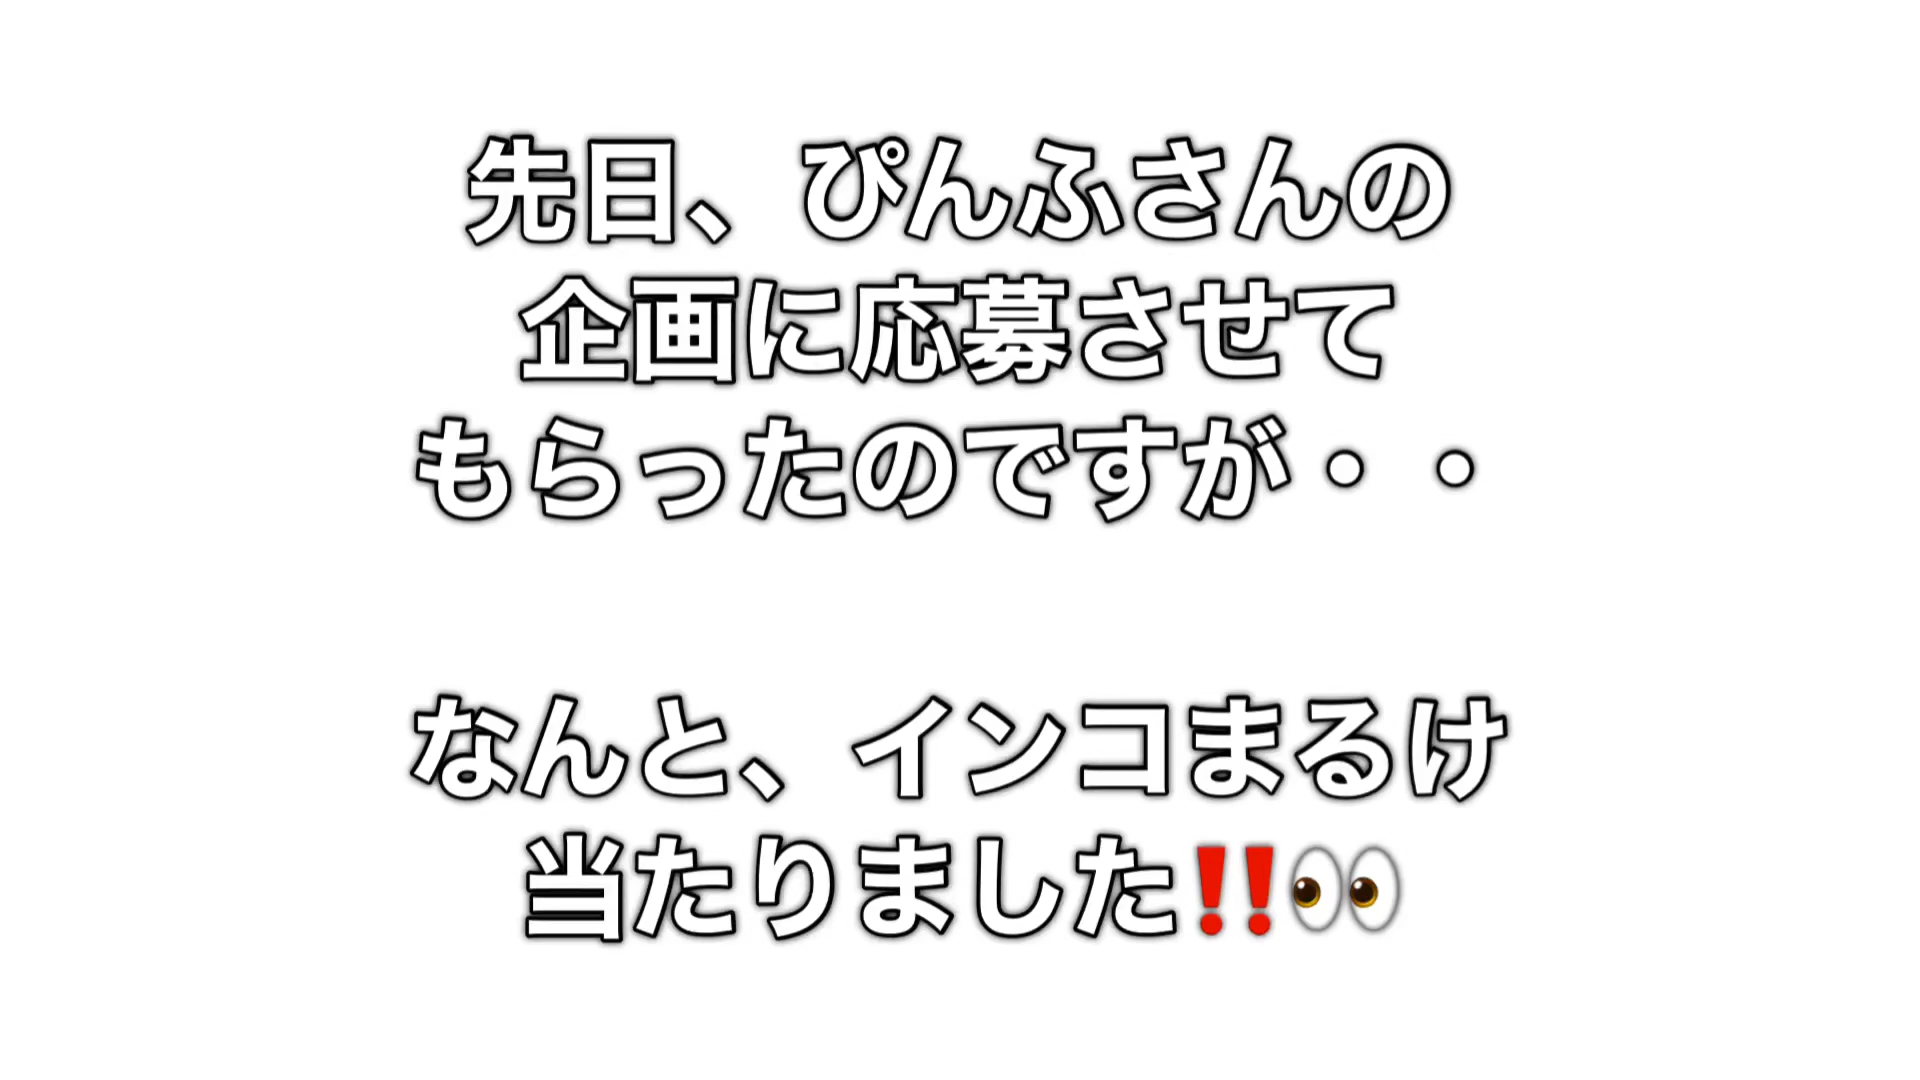 先日、ぴんふさんの
企画に応募させて
もらったのですが・・
なんと、インコまるけ
当たりました‼️👀